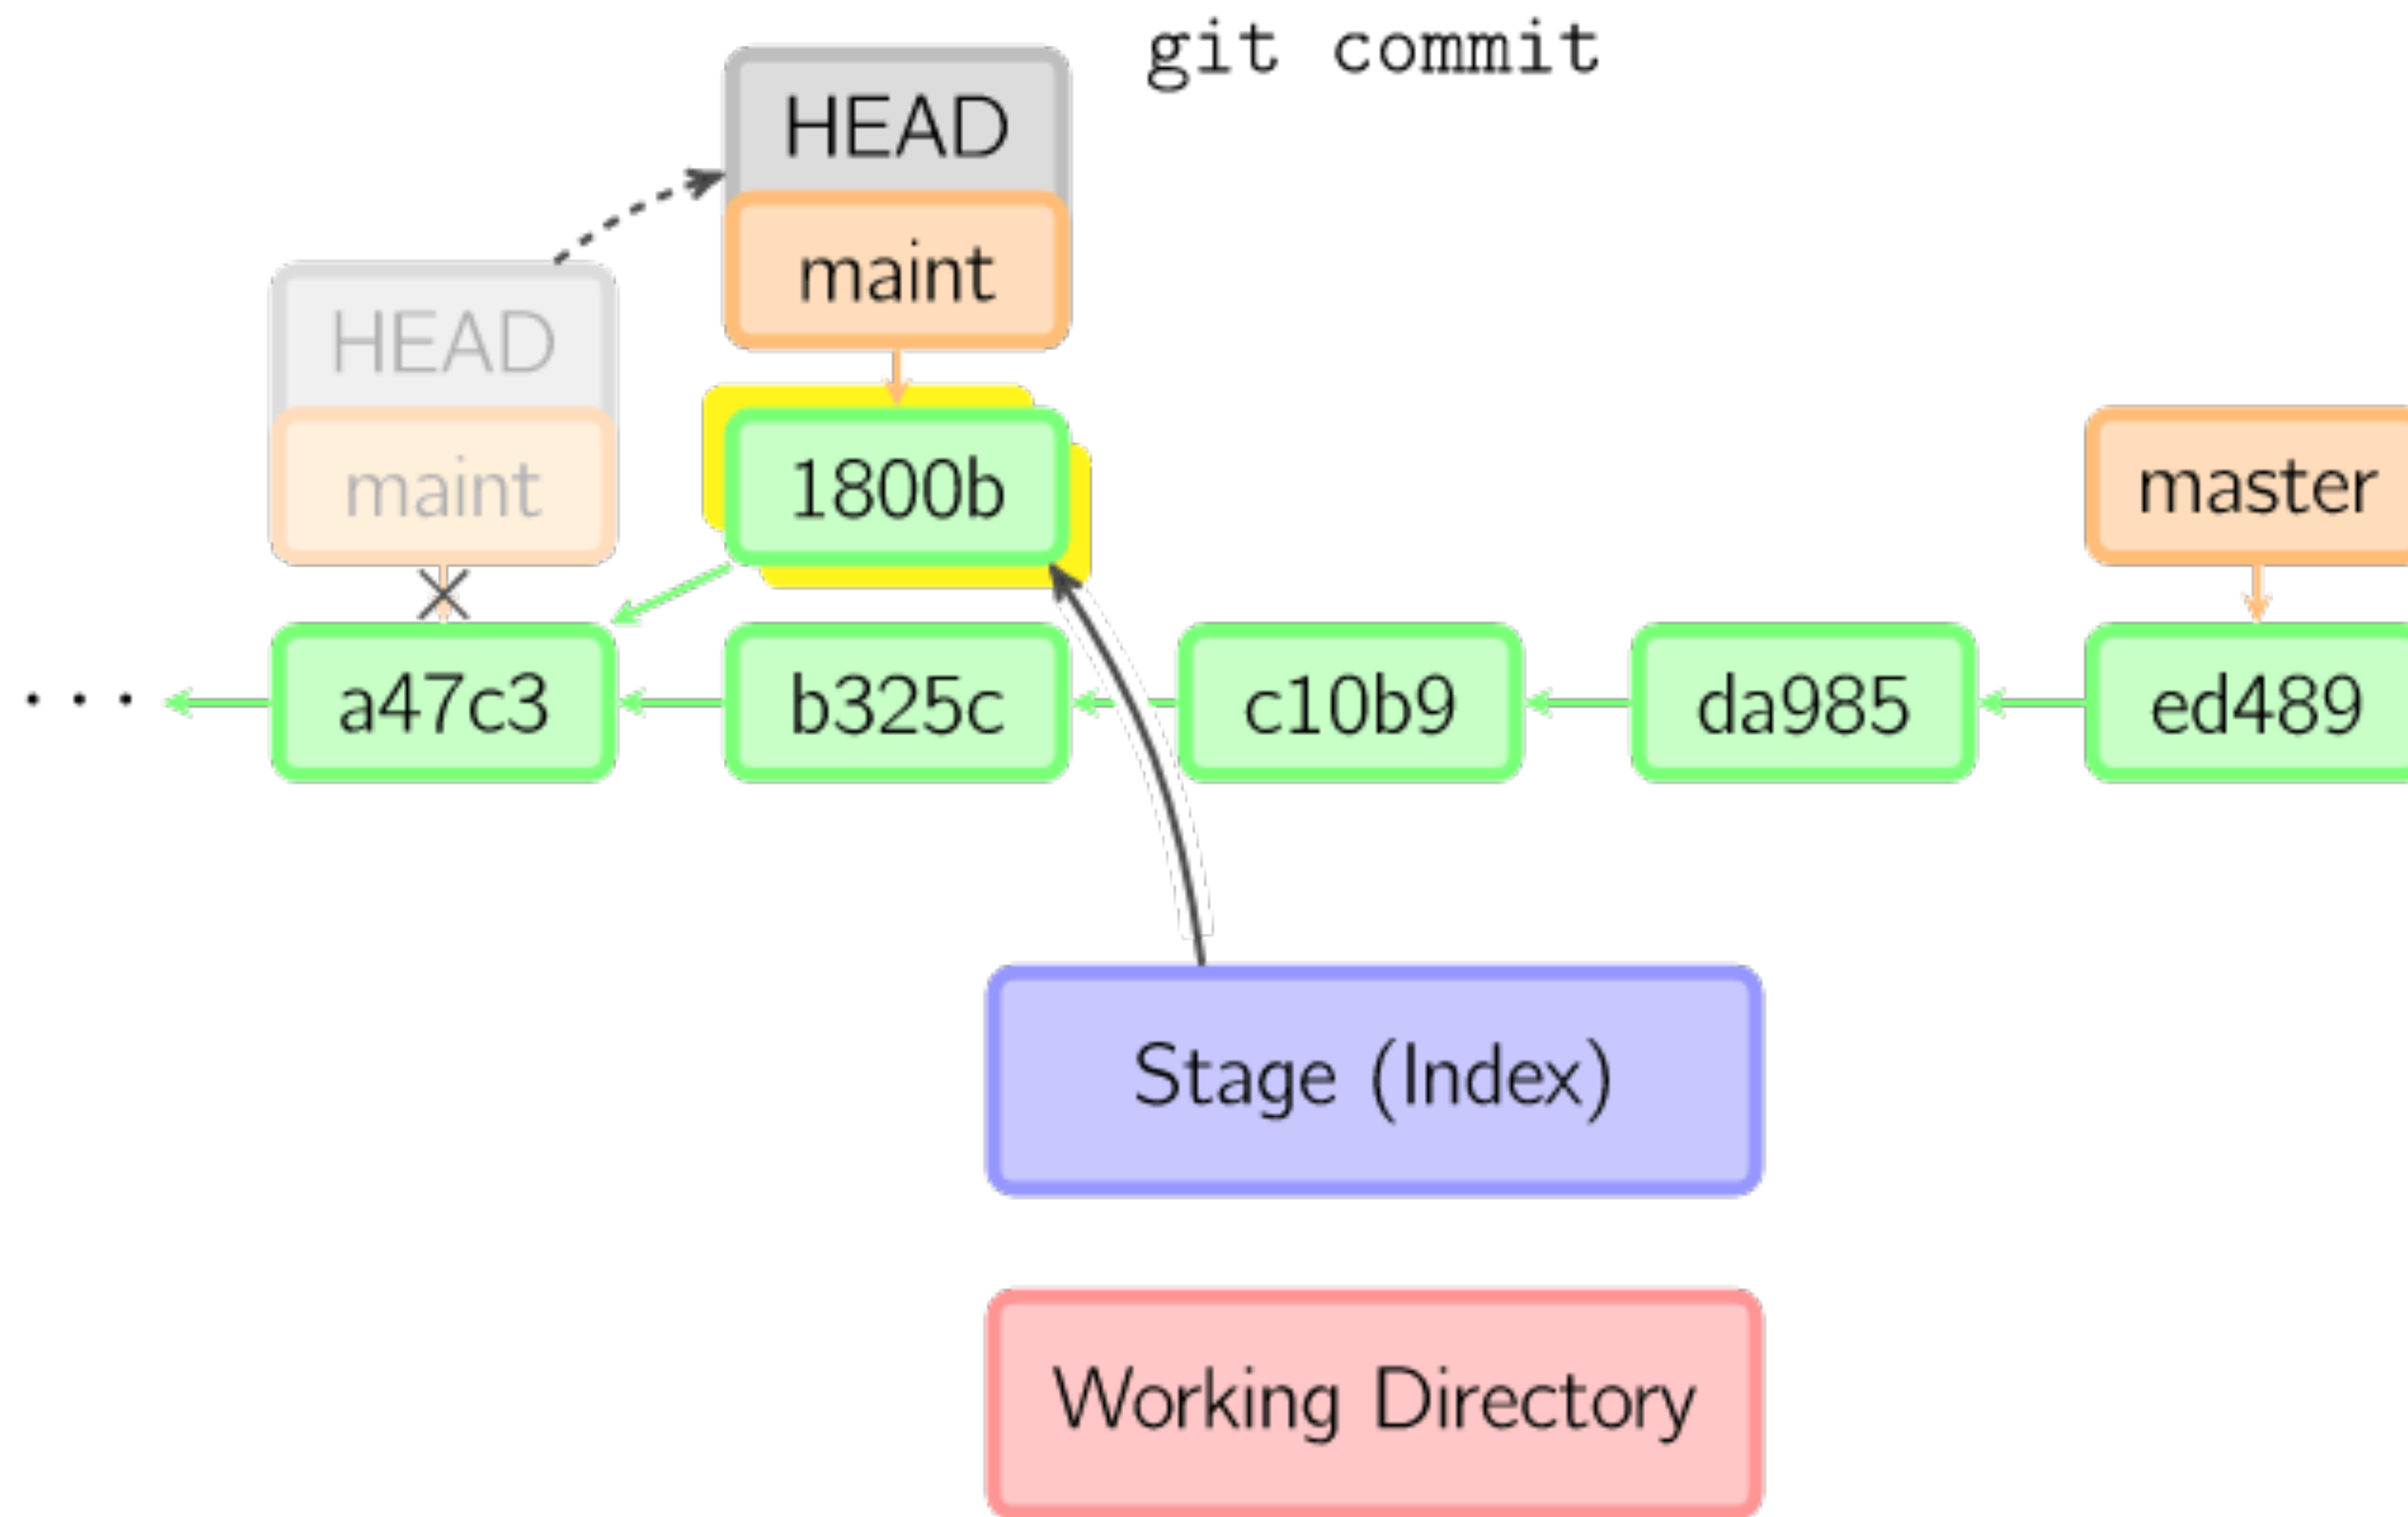 git commit
HEAD
maint
HEAD
maint
1800b
master
... a47c3 b325c c10b9 da985 ed489
Stage (Index)
Working Directory